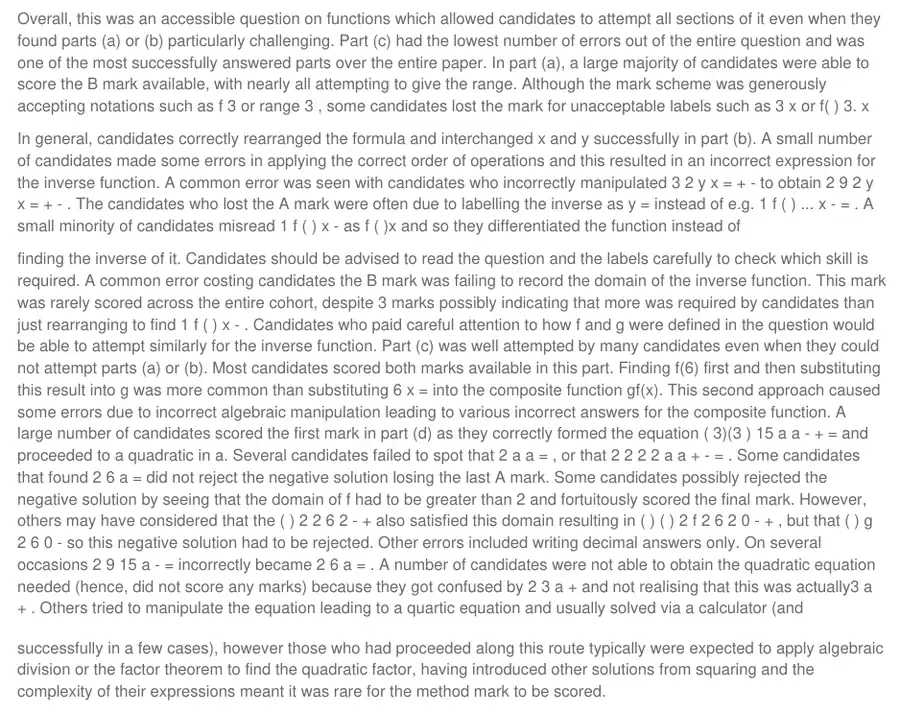 Overall, this was an accessible question on functions which allowed candidates to attempt all sections of it even when they
found parts (a) or (b) particularly challenging. Part (c) had the lowest number of errors out of the entire question and was
one of the most successfully answered parts over the entire paper. In part (a), a large majority of candidates were able to
score the B mark available, with nearly all attempting to give the range. Although the mark scheme was generously
accepting notations such as f 3 or range 3 , some candidates lost the mark for unacceptable labels such as 3 x or f( ) 3. x
In general, candidates correctly rearranged the formula and interchanged x and y successfully in part (b). A small number
of candidates made some errors in applying the correct order of operations and this resulted in an incorrect expression for
the inverse function. A common error was seen with candidates who incorrectly manipulated 3 2 y x = + - to obtain 2 9 2 y
x = + - . The candidates who lost the A mark were often due to labelling the inverse as y = instead of e.g. 1 f ( ) ... x - = . A
small minority of candidates misread 1 f ( ) x - as f ( )x and so they differentiated the function instead of
finding the inverse of it. Candidates should be advised to read the question and the labels carefully to check which skill is
required. A common error costing candidates the B mark was failing to record the domain of the inverse function. This mark
was rarely scored across the entire cohort, despite 3 marks possibly indicating that more was required by candidates than
just rearranging to find 1 f ( ) x - . Candidates who paid careful attention to how f and g were defined in the question would
be able to attempt similarly for the inverse function. Part (c) was well attempted by many candidates even when they could
not attempt parts (a) or (b). Most candidates scored both marks available in this part. Finding f(6) first and then substituting
this result into g was more common than substituting 6 x = into the composite function gf(x). This second approach caused
some errors due to incorrect algebraic manipulation leading to various incorrect answers for the composite function. A
large number of candidates scored the first mark in part (d) as they correctly formed the equation ( 3)(3 ) 15 a a - + = and
proceeded to a quadratic in a. Several candidates failed to spot that 2 a a = , or that 2 2 2 2 a a + - = . Some candidates
that found 2 6 a = did not reject the negative solution losing the last A mark. Some candidates possibly rejected the
negative solution by seeing that the domain of f had to be greater than 2 and fortuitously scored the final mark. However,
others may have considered that the ( ) 2 2 6 2 - + also satisfied this domain resulting in ( ) ( ) 2 f 2 6 2 0 - + , but that ( ) g
2 6 0 - so this negative solution had to be rejected. Other errors included writing decimal answers only. On several
occasions 2 9 15 a - = incorrectly became 2 6 a = . A number of candidates were not able to obtain the quadratic equation
needed (hence, did not score any marks) because they got confused by 2 3 a + and not realising that this was actually3 a
+ . Others tried to manipulate the equation leading to a quartic equation and usually solved via a calculator (and
successfully in a few cases), however those who had proceeded along this route typically were expected to apply algebraic
division or the factor theorem to find the quadratic factor, having introduced other solutions from squaring and the
complexity of their expressions meant it was rare for the method mark to be scored.